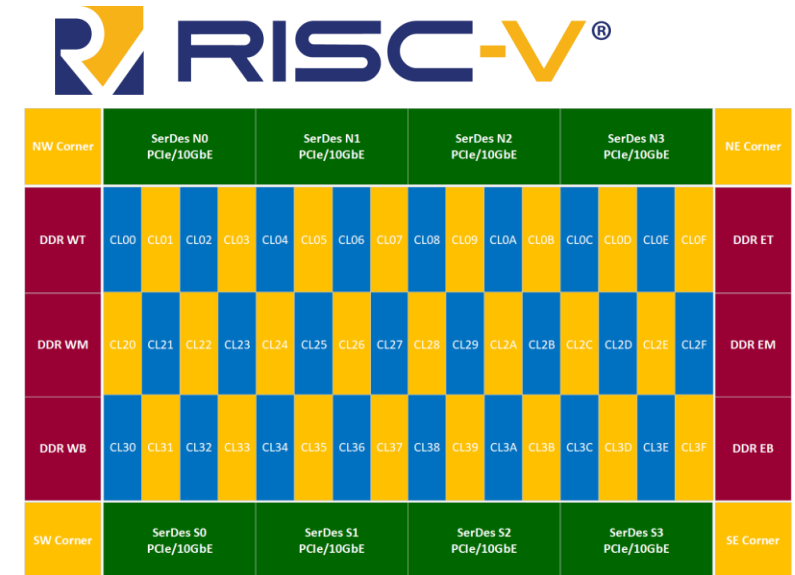 RISC-V®
NW Corner
SerDes N0
PCIe/10GbE
SerDes N1
PCIe/10GbE
SerDes N2
PCIe/10GbE
SerDes N3
PCIe/10GbE
NE Corner
DDR WT
CL00 CL01 CL02 CL03 CL04 CL05 CL06 CL07 CL08 CL09 CL0A CL0B CL0C CL0D CL0E CL0F
DDR ET
DDR WM
CL20 CL21 CL22 CL23 CL24 CL25 CL26 CL27 CL28 CL29 CL2A CL2B CL2C CL2D CL2E CL2F
DDR EM
DDR WB
CL30 CL31 CL32 CL33 CL34 CL35 CL36 CL37 CL38 CL39 CL3A CL3B CL3C CL3D CL3E CL3F
DDR EB
SW Corner
SerDes S0
PCIe/10GbE
SerDes S1
PCIe/10GbE
SerDes S2
PCIe/10GbE
SerDes S3
PCIe/10GbE
SE Corner